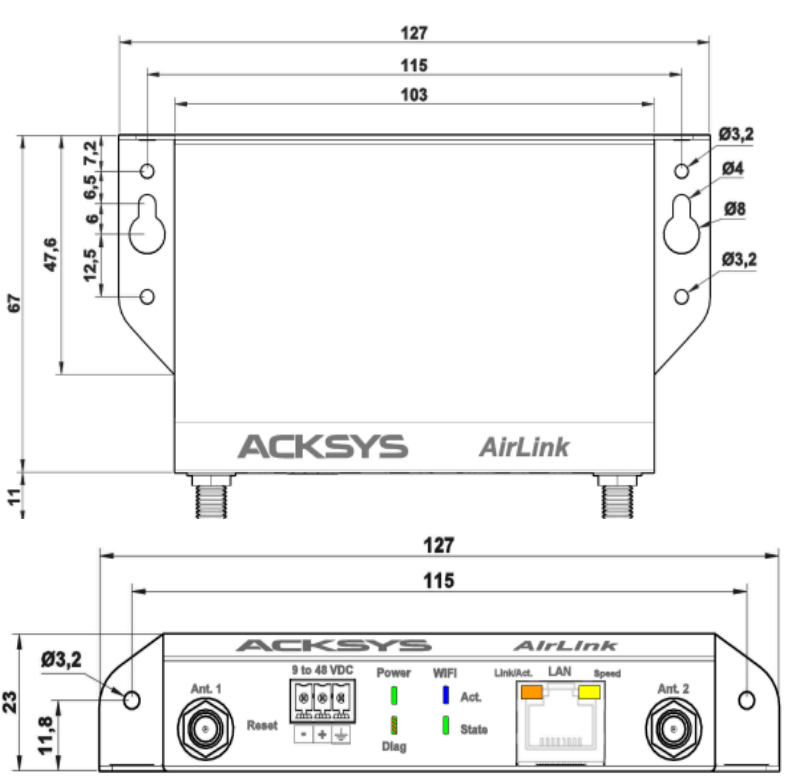 127
115
103
7,2
6,5
6
12,5
47,6
67
11
Ø3,2
Ø4
Ø8
Ø3,2
ACKSYS AirLink
127
115
ACKSYS AirLink
Ø3,2
23
11,8
9 to 48 VDC Power WIFI Link/Act. LAN Speed
Ant. 1 Act. Ant. 2
Reset State
- +
Diag